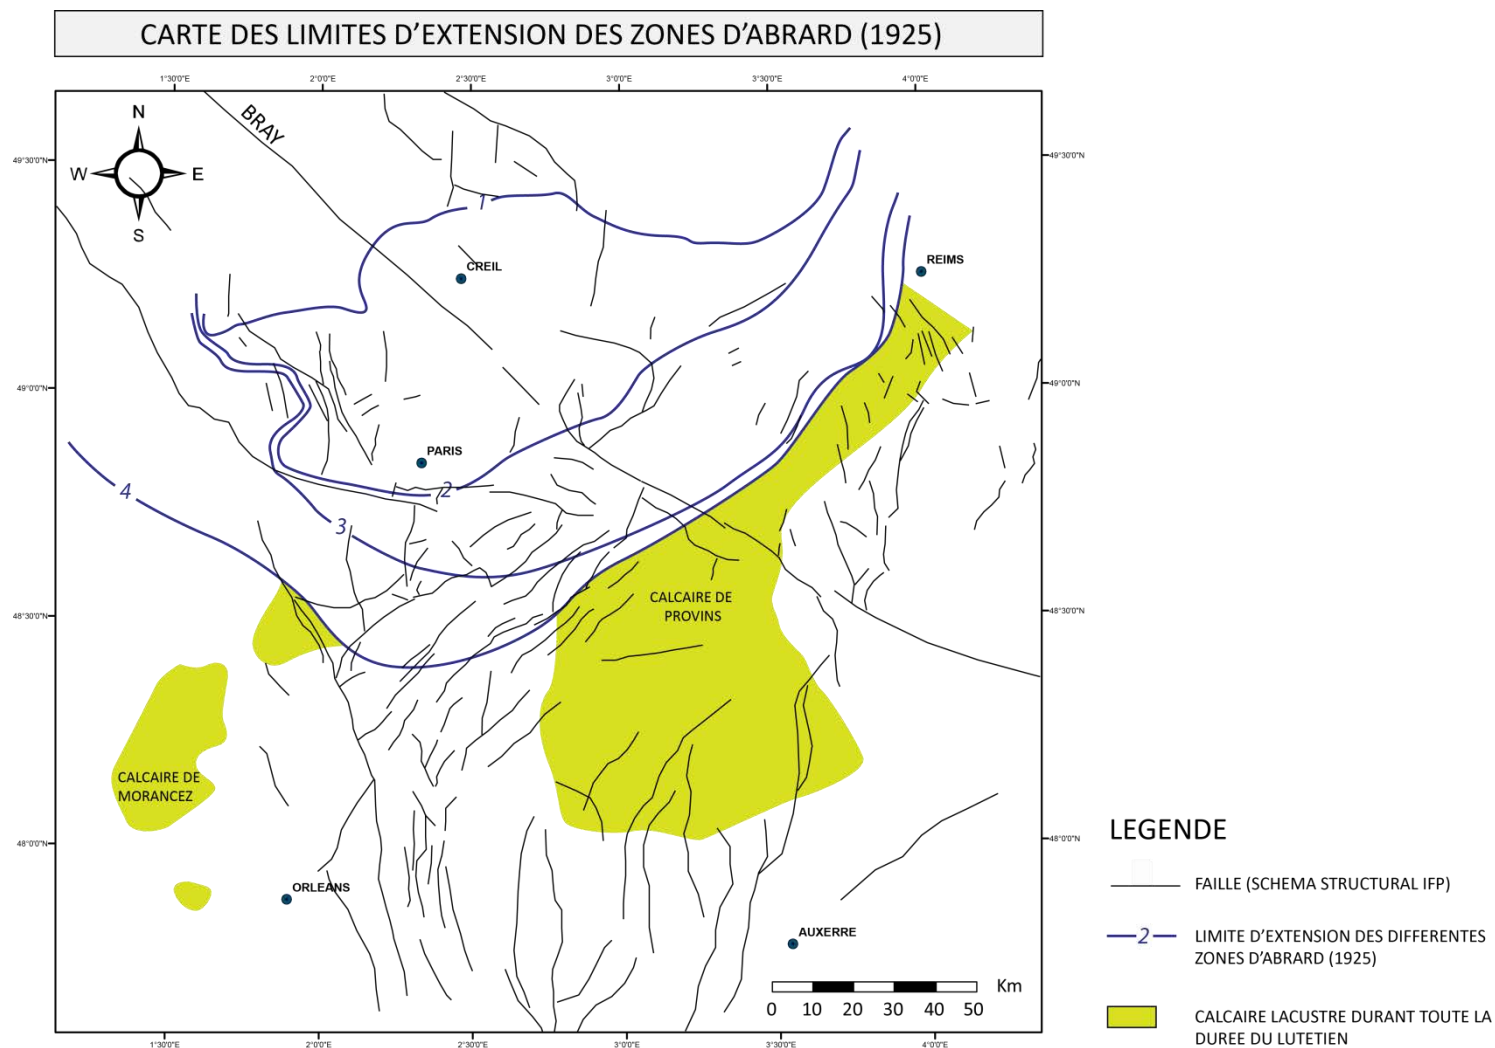 CARTE DES LIMITES D'EXTENSION DES ZONES D'ABRARD (1925)
1°30'0"E 2°0'0"E 2°30'0"E 3°0'0"E 3°30'0"E 4°0'0"E
N
W E
S
BRAY
49°30'0"N 49°30'0"N
1
CREIL
REIMS
49°0'0"N 49°0'0"N
PARIS
4 2
3
CALCAIRE DE
PROVINS
48°30'0"N 48°30'0"N
CALCAIRE DE
MORANCEZ
48°0'0"N 48°0'0"N
ORLEANS
AUXERRE
Km
0 10 20 30 40 50
1°30'0"E 2°0'0"E 2°30'0"E 3°0'0"E 3°30'0"E 4°0'0"E
LEGENDE
FAILLE (SCHEMA STRUCTURAL IFP)
2 LIMITE D'EXTENSION DES DIFFERENTES
ZONES D'ABRARD (1925)
CALCAIRE LACUSTRE DURANT TOUTE LA
DUREE DU LUTETIEN